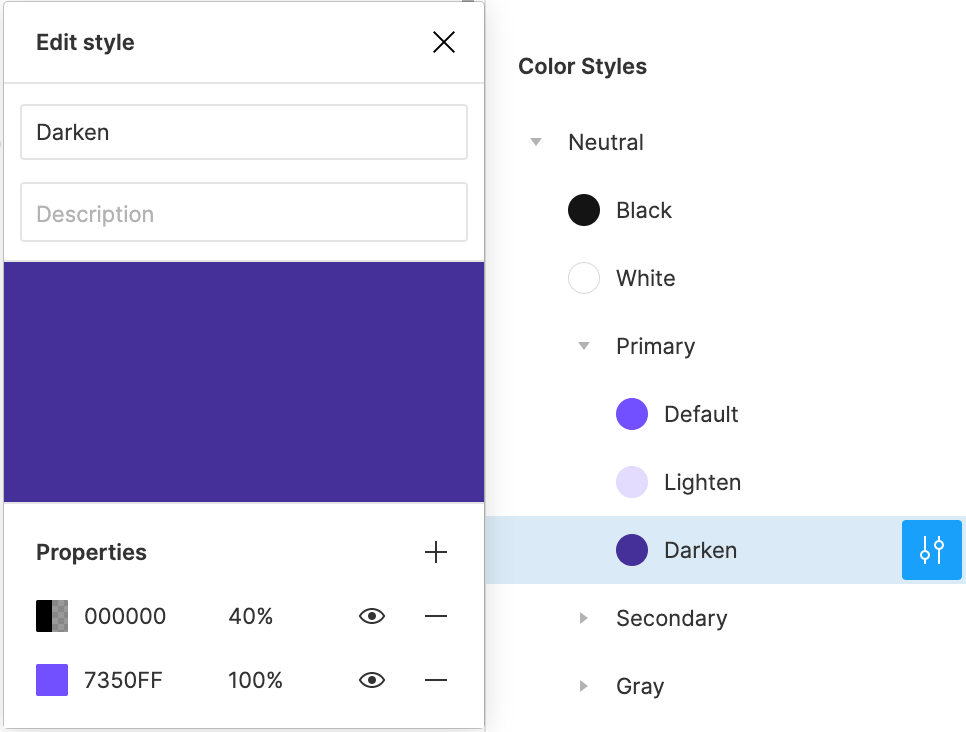 Edit style
Darken
Description
Properties
000000 40%
7350FF 100%
Color Styles
Neutral
Black
White
Primary
Default
Lighten
Darken
Secondary
Gray